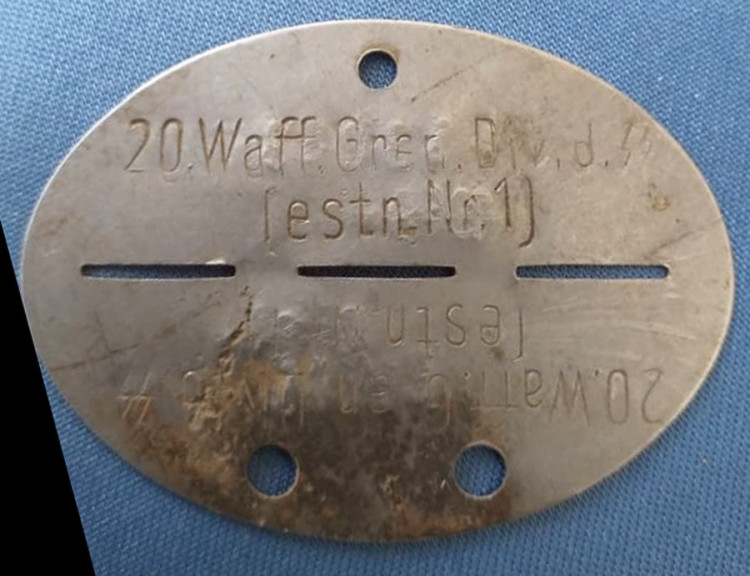 20.Waff.Gren.Div.d.ᛋᛋ
(estn.Nr.1)
(estn.
20.Waff.